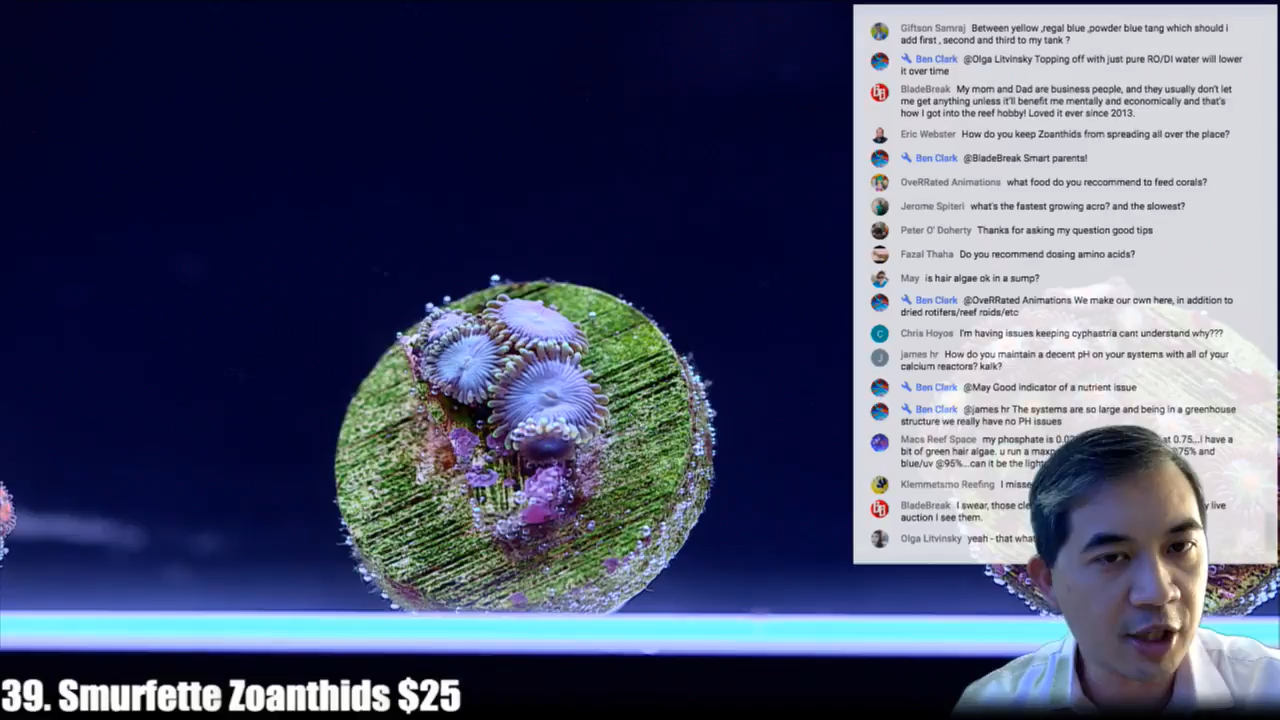 Giftson Samraj Between yellow ,regal blue ,powder blue tang which should i
add first , second and third to my tank ?
Ben Clark @Olga Litvinsky Topping off with just pure RO/DI water will lower
it over time
BladeBreak My mom and Dad are business people, and they usually don't let
me get anything unless it'll benefit me mentally and economically and that's
how I got into the reef hobby! Loved it ever since 2013.
Eric Webster How do you keep Zoanthids from spreading all over the place?
Ben Clark @BladeBreak Smart parents!
OveRRated Animations what food do you reccommend to feed corals?
Jerome Spiteri what's the fastest growing acro? and the slowest?
Peter O' Doherty Thanks for asking my question good tips
Fazal Thaha Do you recommend dosing amino acids?
May is hair algae ok in a sump?
Ben Clark @OveRRated Animations We make our own here, in addition to
dried rotifers/reef roids/etc
C Chris Hoyos I'm having issues keeping cyphastria cant understand why???
J james hr How do you maintain a decent pH on your systems with all of your
calcium reactors? kalk?
Ben Clark @May Good indicator of a nutrient issue
Ben Clark @james hr The systems are so large and being in a greenhouse
structure we really have no PH issues
Macs Reef Space my phosphate is at 0.75...I have a
bit of green hair algae. u run a and
blue/uv @95%...can it be the
Klemmetsmo Reefing I
BladeBreak I swear, those live
auction I see them.
Olga Litvinsky yeah - that
39. Smurfette Zoanthids $25